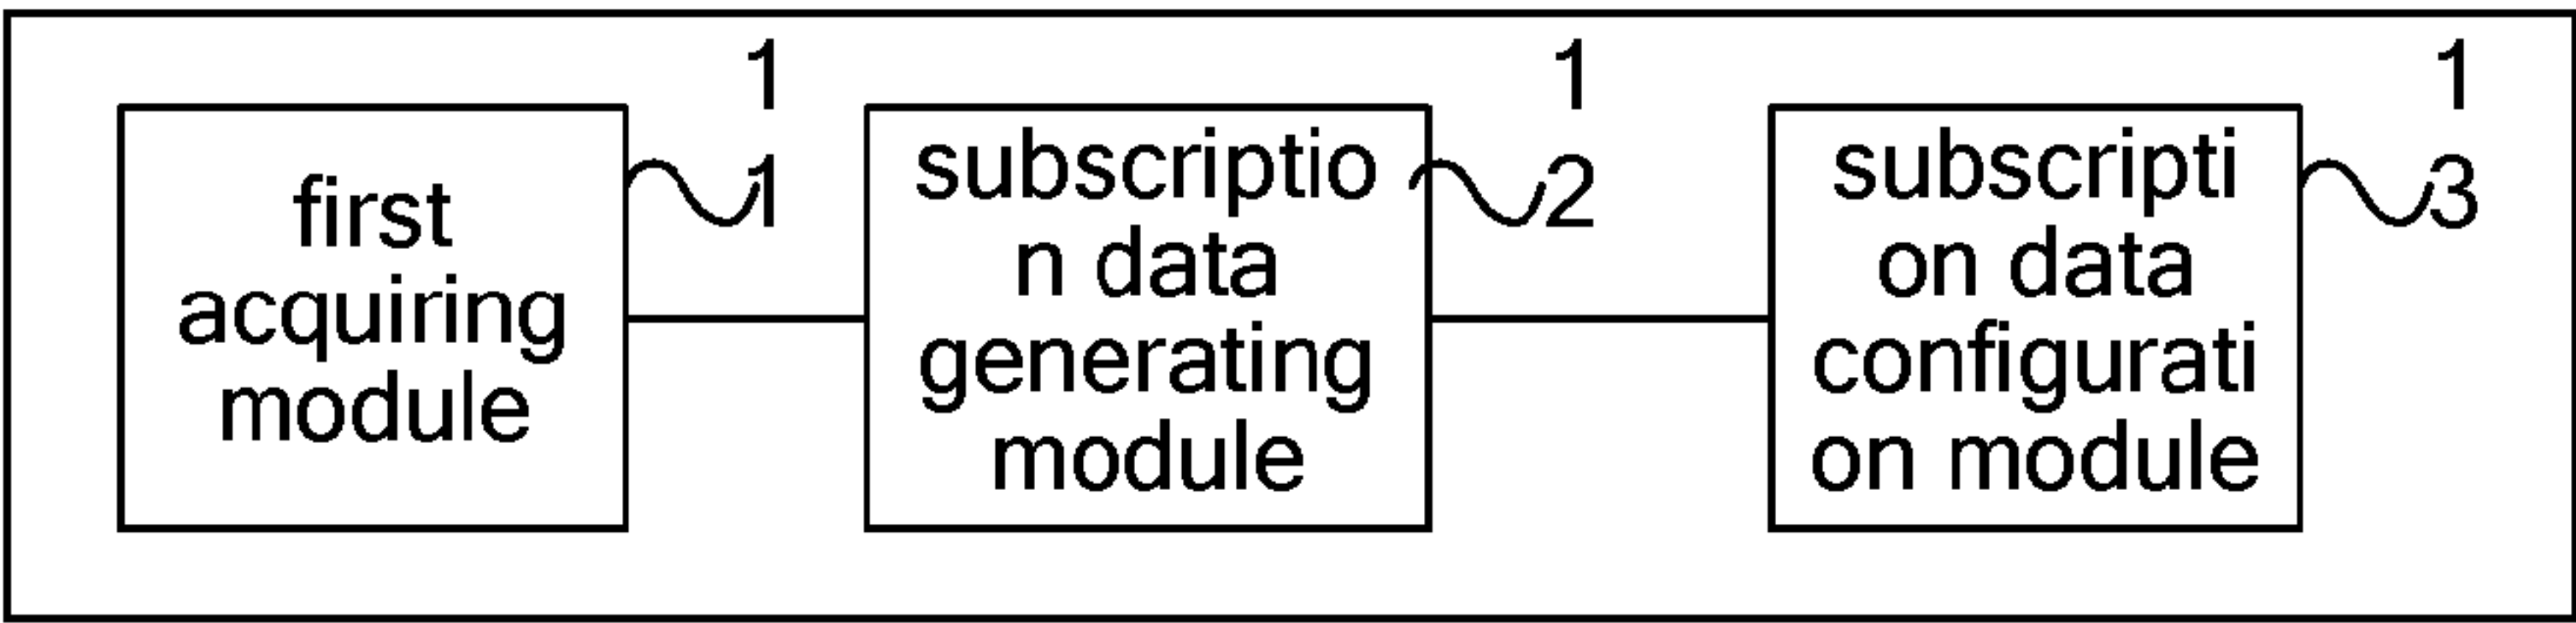 1
1
first
acquiring
module
1
2
subscriptio
n data
generating
module
1
3
subscripti
on data
configurati
on module